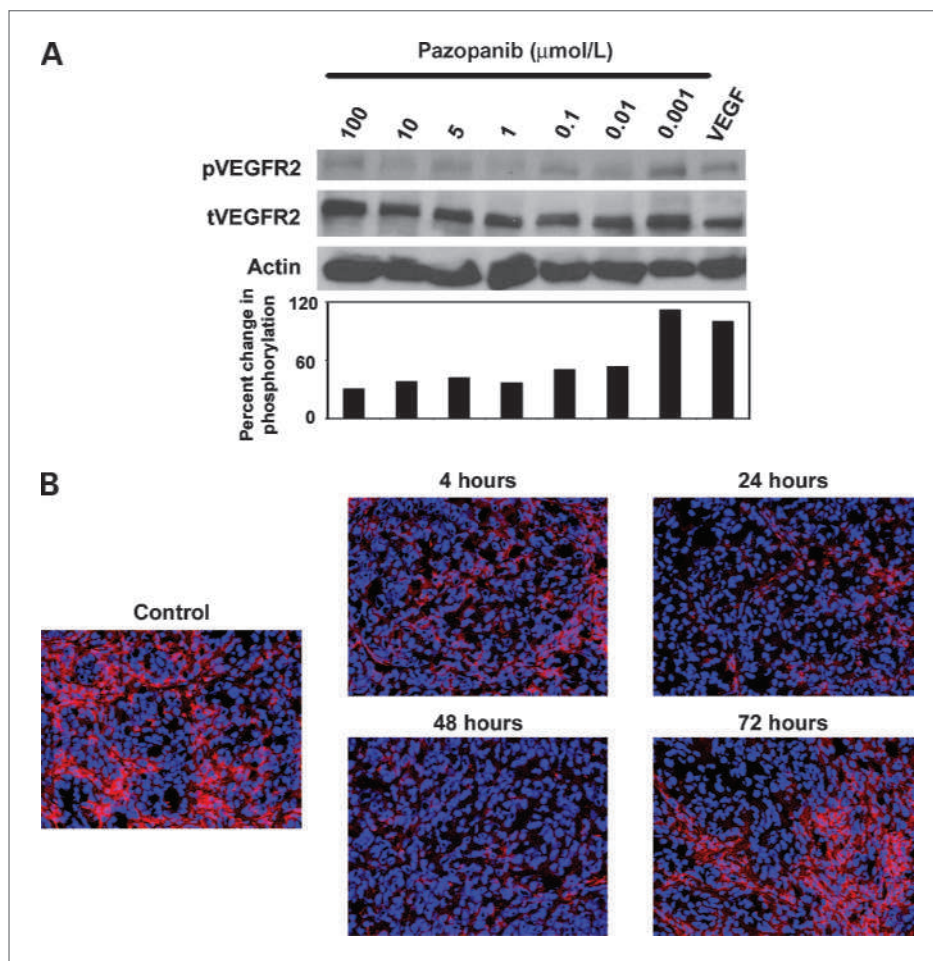 A
Pazopanib (μmol/L)
100 10 5 1 0.1 0.01 0.001 VEGF
pVEGFR2
tVEGFR2
Actin
Percent change in
phosphorylation
120
60
0
B
4 hours
24 hours
Control
48 hours
72 hours